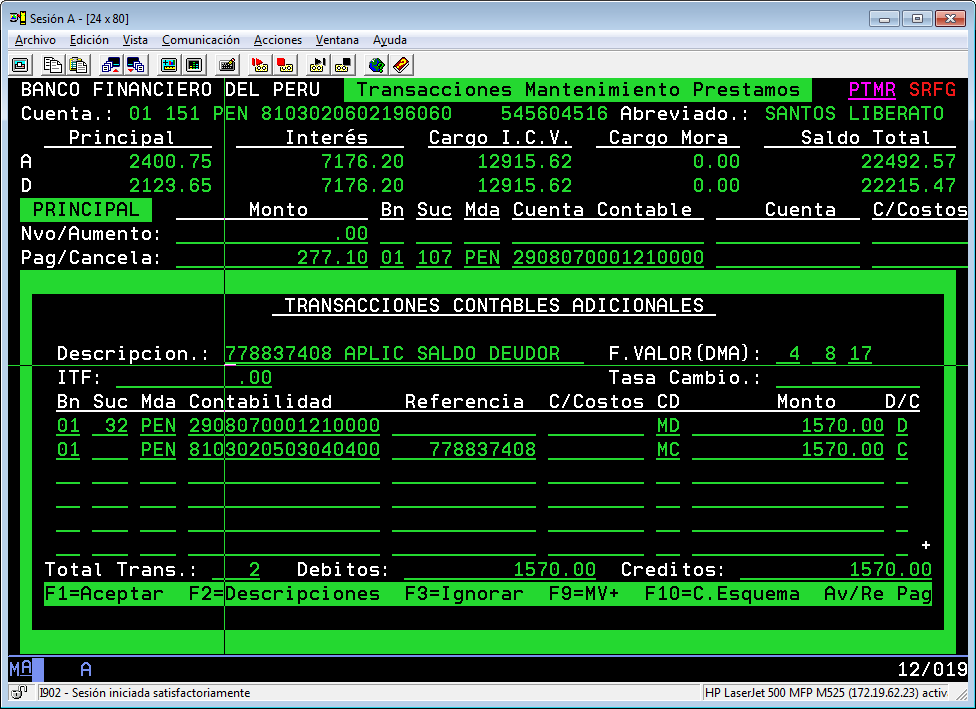 Sesión A - [24 x 80]
Archivo Edición Vista Comunicación Acciones Ventana Ayuda
BANCO FINANCIERO DEL PERU Transacciones Mantenimiento Prestamos PTMR SRFG
Cuenta.: 01 151 PEN 8103020602196060 545604516 Abreviado.: SANTOS LIBERATO
Principal Interés Cargo I.C.V. Cargo Mora Saldo Total
A 2400.75 7176.20 12915.62 0.00 22492.57
D 2123.65 7176.20 12915.62 0.00 22215.47
PRINCIPAL Monto Bn Suc Mda Cuenta Contable Cuenta C/Costos
Nvo/Aumento: .00
Pag/Cancela: 277.10 01 107 PEN 2908070001210000
TRANSACCIONES CONTABLES ADICIONALES
Descripcion.: 778837408 APLIC SALDO DEUDOR F.VALOR(DMA): 4 8 17
ITF: .00 Tasa Cambio.:
Bn Suc Mda Contabilidad Referencia C/Costos CD Monto D/C
01 32 PEN 2908070001210000 MD 1570.00 D
01 PEN 8103020503040400 778837408 MC 1570.00 C
+
Total Trans.: 2 Debitos: 1570.00 Creditos: 1570.00
F1=Aceptar F2=Descripciones F3=Ignorar F9=MV+ F10=C.Esquema Av/Re Pag
MA A 12/019
I902 - Sesión iniciada satisfactoriamente HP LaserJet 500 MFP M525 (172.19.62.23) activ